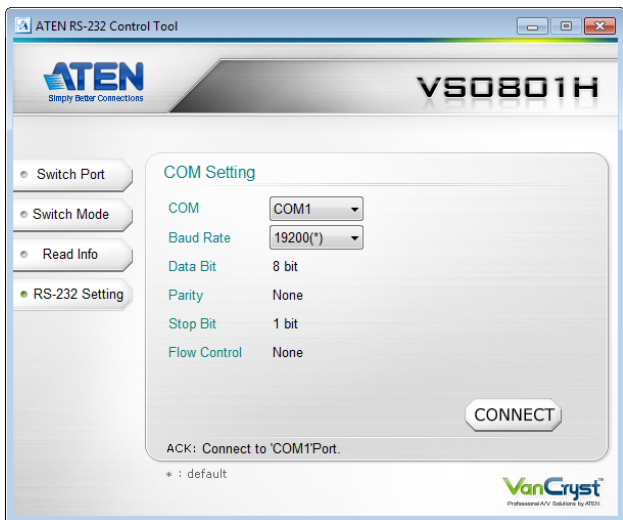 ATEN RS-232 Control Tool
ATEN
Simply Better Connections
VS0801H
Switch Port
Switch Mode
Read Info
RS-232 Setting
COM Setting
COM COM1
Baud Rate 19200(*)
Data Bit 8 bit
Parity None
Stop Bit 1 bit
Flow Control None
CONNECT
ACK: Connect to 'COM1'Port.
* : default
VanCryst™
Professional A/V Solutions by ATEN